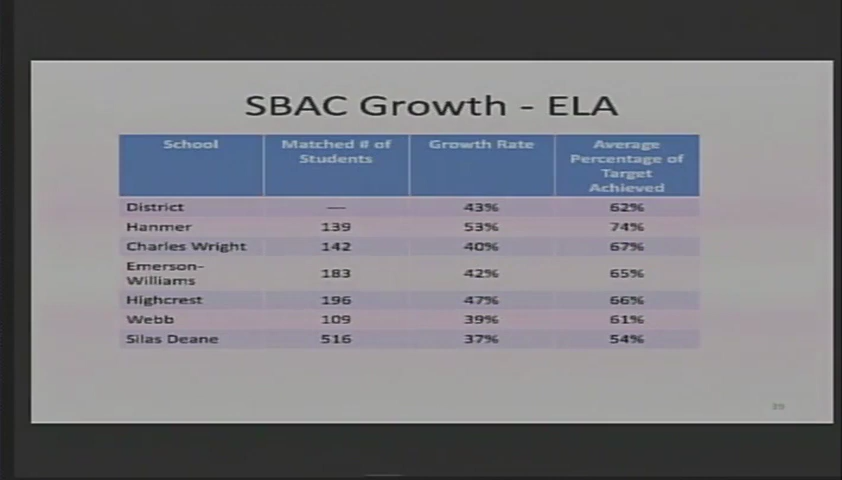 SBAC Growth - ELA
School Matched # of Students Growth Rate Average Percentage of Target Achieved
District — 43% 62%
Hanmer 139 53% 74%
Charles Wright 142 40% 67%
Emerson-Williams 183 42% 65%
Highcrest 196 47% 66%
Webb 109 39% 61%
Silas Deane 516 37% 54%